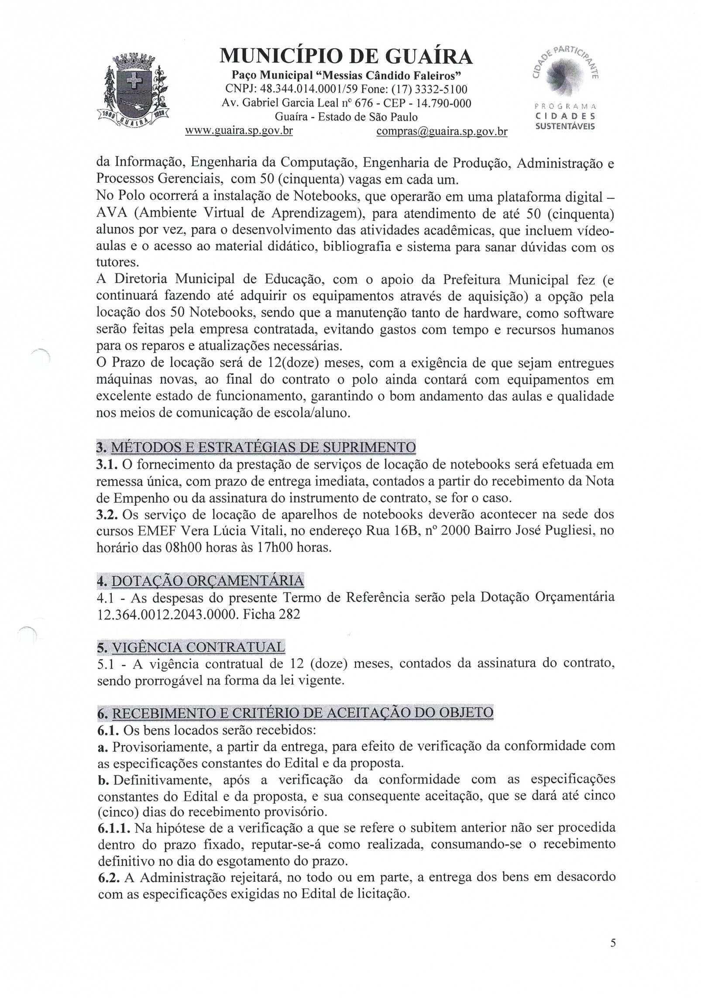 MUNICÍPIO DE GUAÍRA
Paço Municipal “Messias Cândido Faleiros”
CNPJ: 48.344.014.0001/59 Fone: (17) 3332-5100
Av. Gabriel Garcia Leal nº 676 - CEP - 14.790-000
Guaíra - Estado de São Paulo
www.guaira.sp.gov.br compras@guaira.sp.gov.br
GUAIRA 1928
CIDADE PARTICIPANTE
PROGRAMA
CIDADES
SUSTENTÁVEIS
da Informação, Engenharia da Computação, Engenharia de Produção, Administração e
Processos Gerenciais, com 50 (cinquenta) vagas em cada um.
No Polo ocorrerá a instalação de Notebooks, que operarão em uma plataforma digital –
AVA (Ambiente Virtual de Aprendizagem), para atendimento de até 50 (cinquenta)
alunos por vez, para o desenvolvimento das atividades acadêmicas, que incluem vídeo-
aulas e o acesso ao material didático, bibliografia e sistema para sanar dúvidas com os
tutores.
A Diretoria Municipal de Educação, com o apoio da Prefeitura Municipal fez (e
continuará fazendo até adquirir os equipamentos através de aquisição) a opção pela
locação dos 50 Notebooks, sendo que a manutenção tanto de hardware, como software
serão feitas pela empresa contratada, evitando gastos com tempo e recursos humanos
para os reparos e atualizações necessárias.
O Prazo de locação será de 12(doze) meses, com a exigência de que sejam entregues
máquinas novas, ao final do contrato o polo ainda contará com equipamentos em
excelente estado de funcionamento, garantindo o bom andamento das aulas e qualidade
nos meios de comunicação de escola/aluno.
3. MÉTODOS E ESTRATÉGIAS DE SUPRIMENTO
3.1. O fornecimento da prestação de serviços de locação de notebooks será efetuada em
remessa única, com prazo de entrega imediata, contados a partir do recebimento da Nota
de Empenho ou da assinatura do instrumento de contrato, se for o caso.
3.2. Os serviço de locação de aparelhos de notebooks deverão acontecer na sede dos
cursos EMEF Vera Lúcia Vitali, no endereço Rua 16B, nº 2000 Bairro José Pugliesi, no
horário das 08h00 horas às 17h00 horas.
4. DOTAÇÃO ORÇAMENTÁRIA
4.1 - As despesas do presente Termo de Referência serão pela Dotação Orçamentária
12.364.0012.2043.0000. Ficha 282
5. VIGÊNCIA CONTRATUAL
5.1 - A vigência contratual de 12 (doze) meses, contados da assinatura do contrato,
sendo prorrogável na forma da lei vigente.
6. RECEBIMENTO E CRITÉRIO DE ACEITAÇÃO DO OBJETO
6.1. Os bens locados serão recebidos:
a. Provisoriamente, a partir da entrega, para efeito de verificação da conformidade com
as especificações constantes do Edital e da proposta.
b. Definitivamente, após a verificação da conformidade com as especificações
constantes do Edital e da proposta, e sua consequente aceitação, que se dará até cinco
(cinco) dias do recebimento provisório.
6.1.1. Na hipótese de a verificação a que se refere o subitem anterior não ser procedida
dentro do prazo fixado, reputar-se-á como realizada, consumando-se o recebimento
definitivo no dia do esgotamento do prazo.
6.2. A Administração rejeitará, no todo ou em parte, a entrega dos bens em desacordo
com as especificações exigidas no Edital de licitação.
5